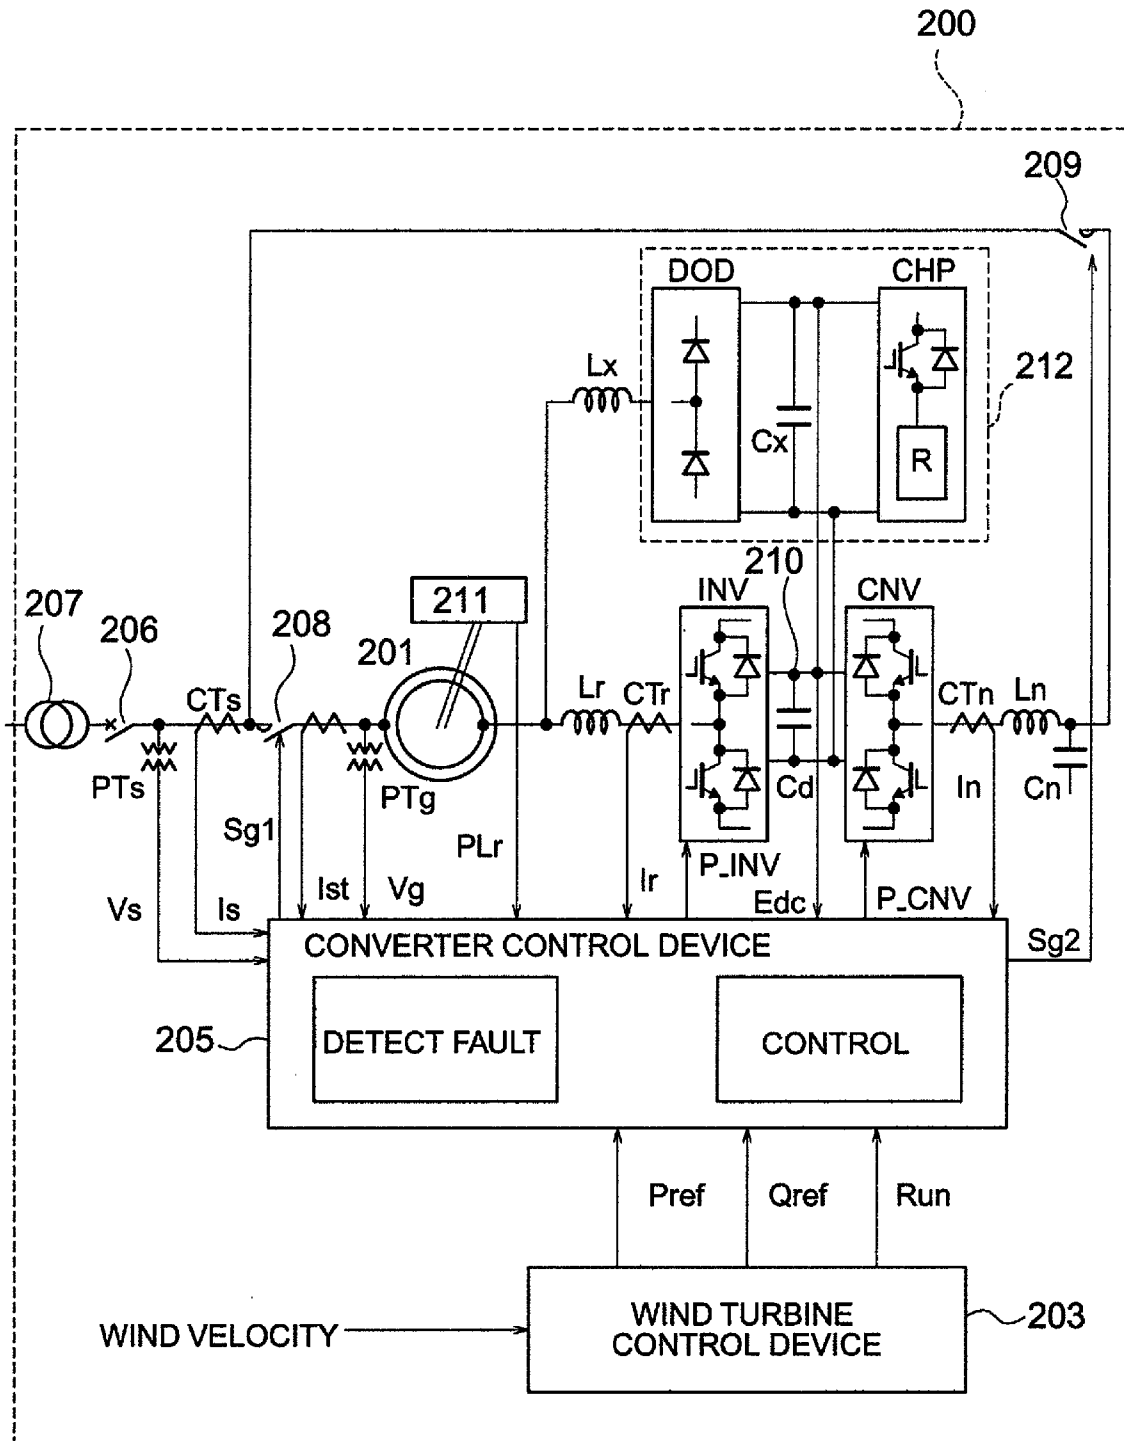 200
209
DOD
CHP
Lx
212
Cx
R
210
211
INV
CNV
207
206
208
201
CTs
Lr
CTr
CTn
Ln
PTs
PTg
Cd
In
Cn
Sg1
PLr
P_INV
Ist
Vg
Ir
Vs
Is
Edc
P_CNV
CONVERTER CONTROL DEVICE
Sg2
205
DETECT FAULT
CONTROL
Pref
Qref
Run
WIND VELOCITY
WIND TURBINE
CONTROL DEVICE
203